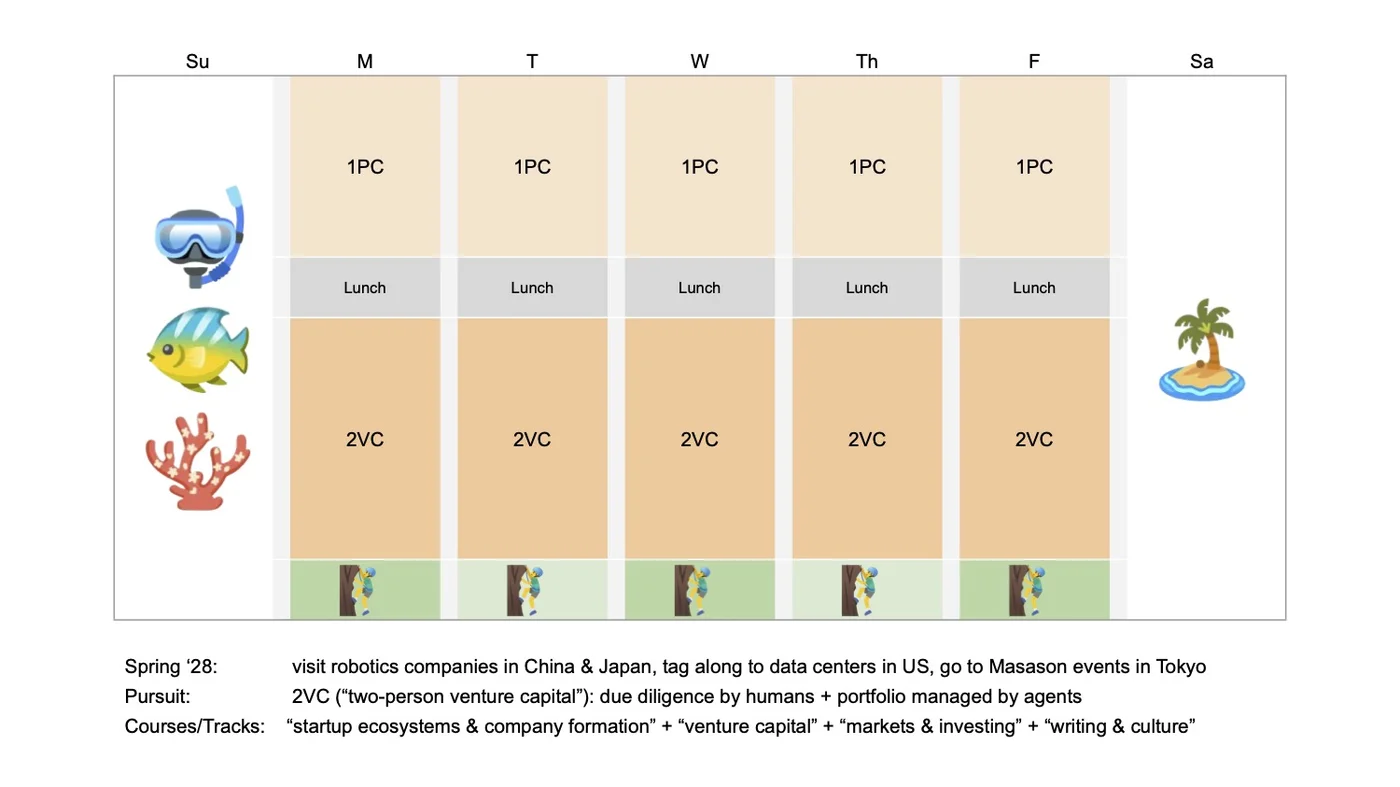 Su M T W Th F Sa
1PC 1PC 1PC 1PC 1PC
Lunch Lunch Lunch Lunch Lunch
2VC 2VC 2VC 2VC 2VC
Spring ‘28: visit robotics companies in China & Japan, tag along to data centers in US, go to Masason events in Tokyo
Pursuit: 2VC (“two-person venture capital”): due diligence by humans + portfolio managed by agents
Courses/Tracks: “startup ecosystems & company formation” + “venture capital” + “markets & investing” + “writing & culture”